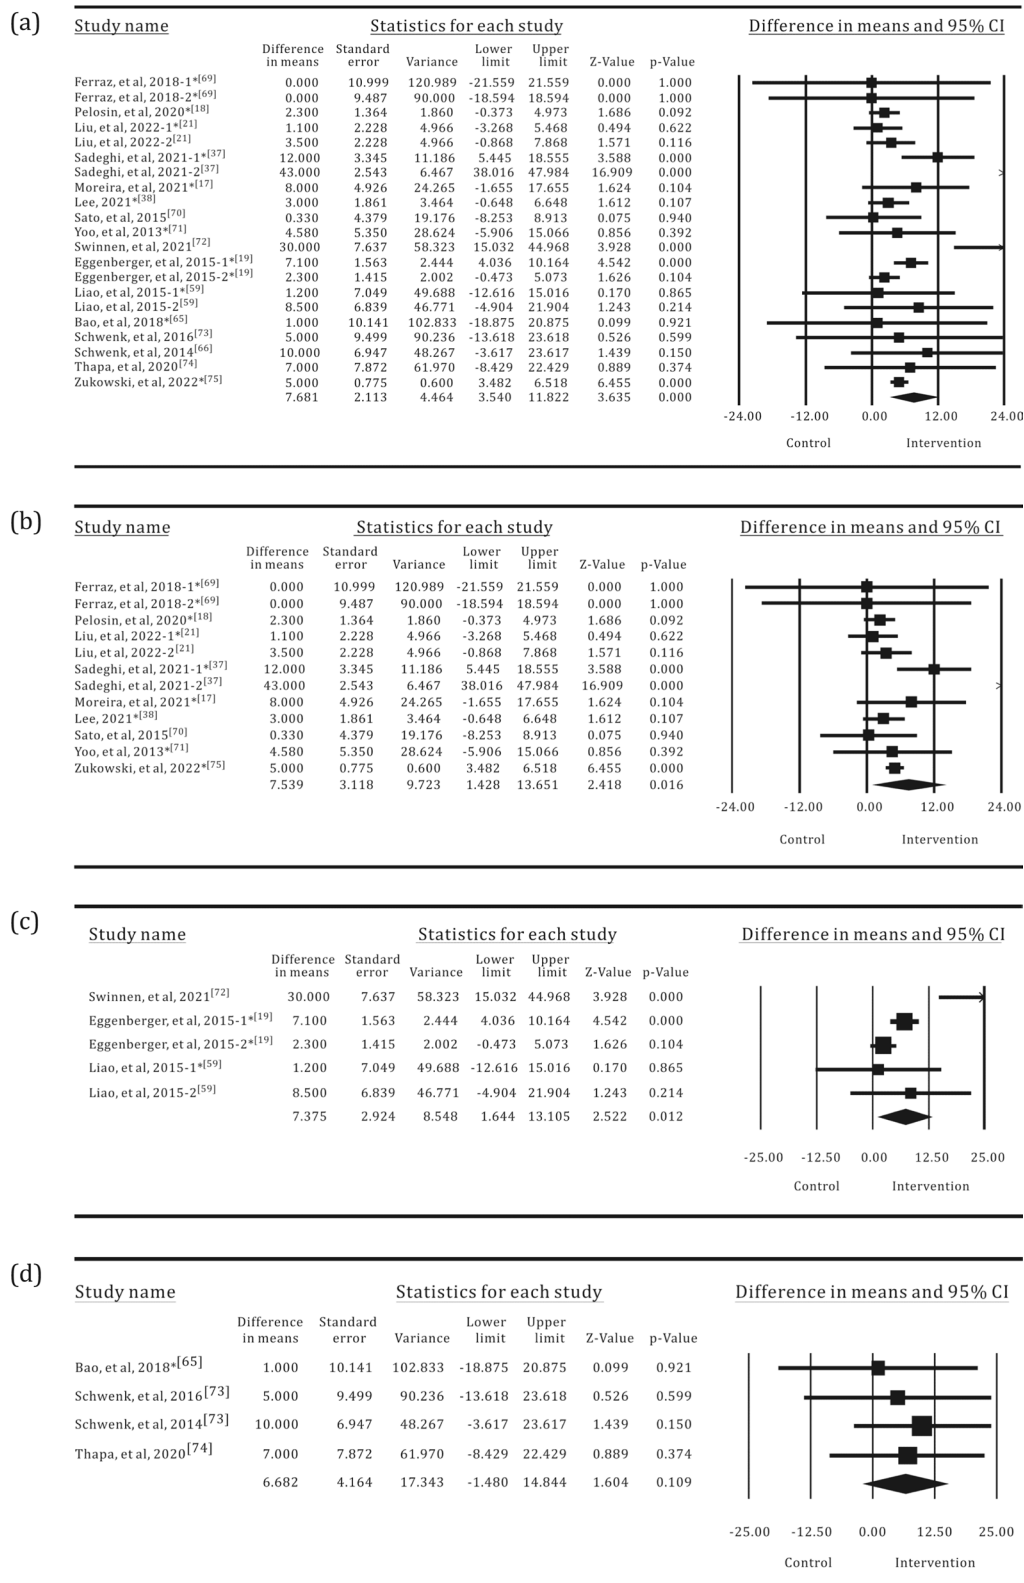 (a)
Study name Statistics for each study Difference in means and 95% CI
Difference Standard Lower Upper
in means error Variance limit limit Z-Value p-Value
Ferraz, et al, 2018-1*[69] 0.000 10.999 120.989 -21.559 21.559 0.000 1.000
Ferraz, et al, 2018-2*[69] 0.000 9.487 90.000 -18.594 18.594 0.000 1.000
Pelosin, et al, 2020*[18] 2.300 1.364 1.860 -0.373 4.973 1.686 0.092
Liu, et al, 2022-1*[21] 1.100 2.228 4.966 -3.268 5.468 0.494 0.622
Liu, et al, 2022-2[21] 3.500 2.228 4.966 -0.868 7.868 1.571 0.116
Sadeghi, et al, 2021-1*[37] 12.000 3.345 11.186 5.445 18.555 3.588 0.000
Sadeghi, et al, 2021-2[37] 43.000 2.543 6.467 38.016 47.984 16.909 0.000
Moreira, et al, 2021*[17] 8.000 4.926 24.265 -1.655 17.655 1.624 0.104
Lee, 2021*[38] 3.000 1.861 3.464 -0.648 6.648 1.612 0.107
Sato, et al, 2015[70] 0.330 4.379 19.176 -8.253 8.913 0.075 0.940
Yoo, et al, 2013*[71] 4.580 5.350 28.624 -5.906 15.066 0.856 0.392
Swinnen, et al, 2021[72] 30.000 7.637 58.323 15.032 44.968 3.928 0.000
Eggenberger, et al, 2015-1*[19] 7.100 1.563 2.444 4.036 10.164 4.542 0.000
Eggenberger, et al, 2015-2*[19] 2.300 1.415 2.002 -0.473 5.073 1.626 0.104
Liao, et al, 2015-1*[59] 1.200 7.049 49.688 -12.616 15.016 0.170 0.865
Liao, et al, 2015-2[59] 8.500 6.839 46.771 -4.904 21.904 1.243 0.214
Bao, et al, 2018*[65] 1.000 10.141 102.833 -18.875 20.875 0.099 0.921
Schwenk, et al, 2016[73] 5.000 9.499 90.236 -13.618 23.618 0.526 0.599
Schwenk, et al, 2014[66] 10.000 6.947 48.267 -3.617 23.617 1.439 0.150
Thapa, et al, 2020[74] 7.000 7.872 61.970 -8.429 22.429 0.889 0.374
Zukowski, et al, 2022*[75] 5.000 0.775 0.600 3.482 6.518 6.455 0.000
7.681 2.113 4.464 3.540 11.822 3.635 0.000
-24.00 -12.00 0.00 12.00 24.00
Control Intervention
(b)
Study name Statistics for each study Difference in means and 95% CI
Difference Standard Lower Upper
in means error Variance limit limit Z-Value p-Value
Ferraz, et al, 2018-1*[69] 0.000 10.999 120.989 -21.559 21.559 0.000 1.000
Ferraz, et al, 2018-2*[69] 0.000 9.487 90.000 -18.594 18.594 0.000 1.000
Pelosin, et al, 2020*[18] 2.300 1.364 1.860 -0.373 4.973 1.686 0.092
Liu, et al, 2022-1*[21] 1.100 2.228 4.966 -3.268 5.468 0.494 0.622
Liu, et al, 2022-2[21] 3.500 2.228 4.966 -0.868 7.868 1.571 0.116
Sadeghi, et al, 2021-1*[37] 12.000 3.345 11.186 5.445 18.555 3.588 0.000
Sadeghi, et al, 2021-2[37] 43.000 2.543 6.467 38.016 47.984 16.909 0.000
Moreira, et al, 2021*[17] 8.000 4.926 24.265 -1.655 17.655 1.624 0.104
Lee, 2021*[38] 3.000 1.861 3.464 -0.648 6.648 1.612 0.107
Sato, et al, 2015[70] 0.330 4.379 19.176 -8.253 8.913 0.075 0.940
Yoo, et al, 2013*[71] 4.580 5.350 28.624 -5.906 15.066 0.856 0.392
Zukowski, et al, 2022*[75] 5.000 0.775 0.600 3.482 6.518 6.455 0.000
7.539 3.118 9.723 1.428 13.651 2.418 0.016
-24.00 -12.00 0.00 12.00 24.00
Control Intervention
(c)
Study name Statistics for each study Difference in means and 95% CI
Difference Standard Lower Upper
in means error Variance limit limit Z-Value p-Value
Swinnen, et al, 2021[72] 30.000 7.637 58.323 15.032 44.968 3.928 0.000
Eggenberger, et al, 2015-1*[19] 7.100 1.563 2.444 4.036 10.164 4.542 0.000
Eggenberger, et al, 2015-2*[19] 2.300 1.415 2.002 -0.473 5.073 1.626 0.104
Liao, et al, 2015-1*[59] 1.200 7.049 49.688 -12.616 15.016 0.170 0.865
Liao, et al, 2015-2[59] 8.500 6.839 46.771 -4.904 21.904 1.243 0.214
7.375 2.924 8.548 1.644 13.105 2.522 0.012
-25.00 -12.50 0.00 12.50 25.00
Control Intervention
(d)
Study name Statistics for each study Difference in means and 95% CI
Difference Standard Lower Upper
in means error Variance limit limit Z-Value p-Value
Bao, et al, 2018*[65] 1.000 10.141 102.833 -18.875 20.875 0.099 0.921
Schwenk, et al, 2016[73] 5.000 9.499 90.236 -13.618 23.618 0.526 0.599
Schwenk, et al, 2014[73] 10.000 6.947 48.267 -3.617 23.617 1.439 0.150
Thapa, et al, 2020[74] 7.000 7.872 61.970 -8.429 22.429 0.889 0.374
6.682 4.164 17.343 -1.480 14.844 1.604 0.109
-25.00 -12.50 0.00 12.50 25.00
Control Intervention